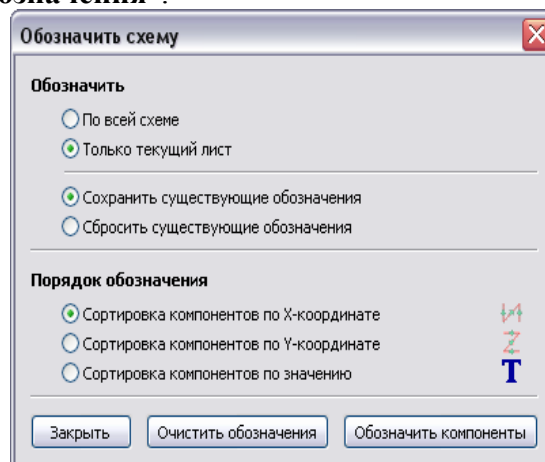 Обозначить схему
Обозначить
По всей схеме
Только текущий лист
Сохранить существующие обозначения
Сбросить существующие обозначения
Порядок обозначения
Сортировка компонентов по X-координате
Сортировка компонентов по Y-координате
Сортировка компонентов по значению
Закрыть
Очистить обозначения
Обозначить компоненты